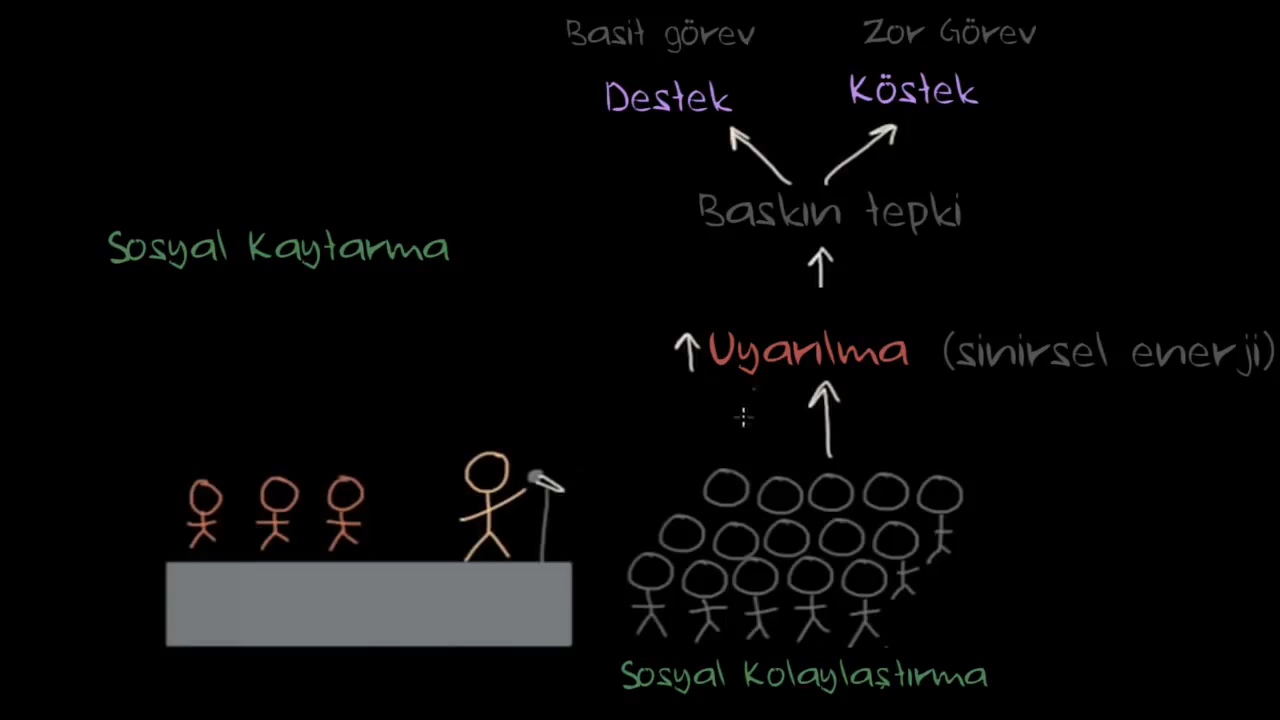 Basit görev
Zor Görev
Destek
Köstek
Baskın tepki
Sosyal Kaytarma
Uyarılma (sinirsel enerji)
Sosyal Kolaylaştırma